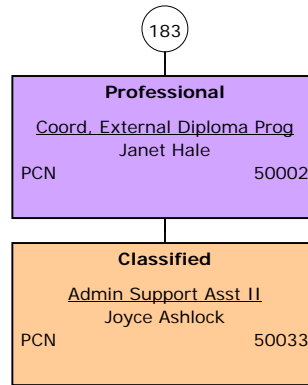 183
Professional
Coord, External Diploma Prog
Janet Hale
PCN 50002
Classified
Admin Support Asst II
Joyce Ashlock
PCN 50033